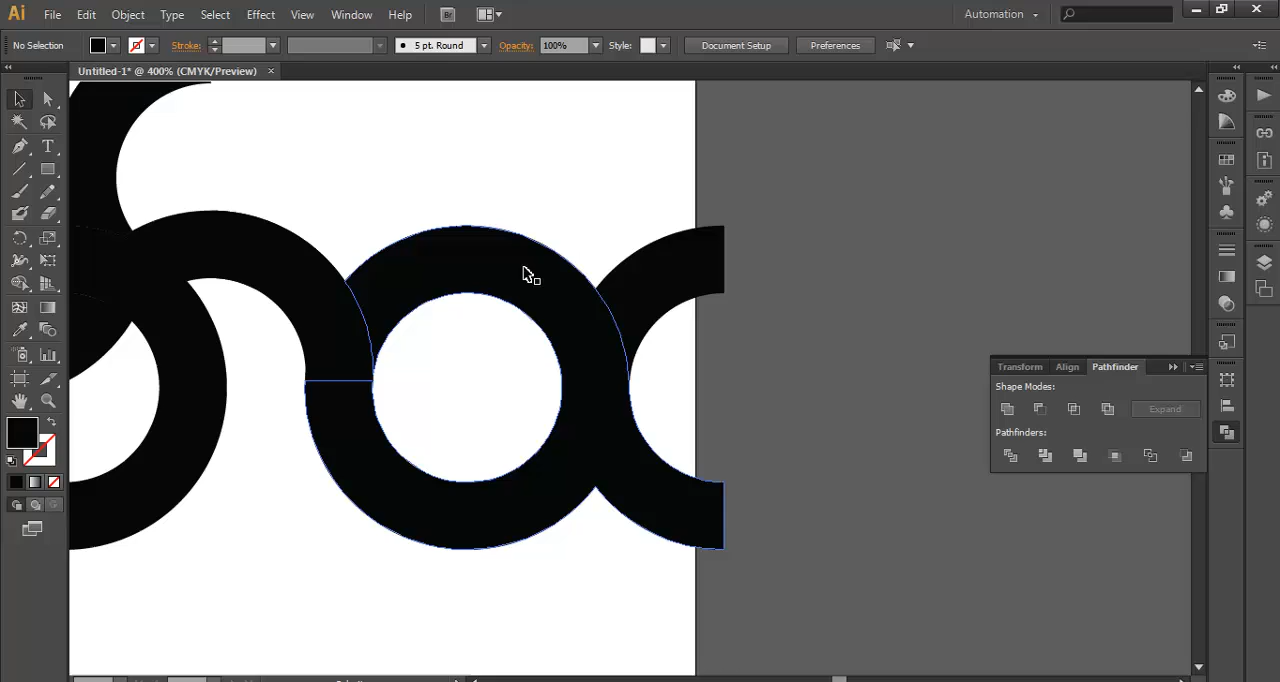 Ai File Edit Object Type Select Effect View Window Help Br Automation
No Selection Stroke: 5 pt. Round Opacity: 100% Style: Document Setup Preferences
Untitled-1* @ 400% (CMYK/Preview)
T
Transform Align Pathfinder
Shape Modes:
Expand
Pathfinders: